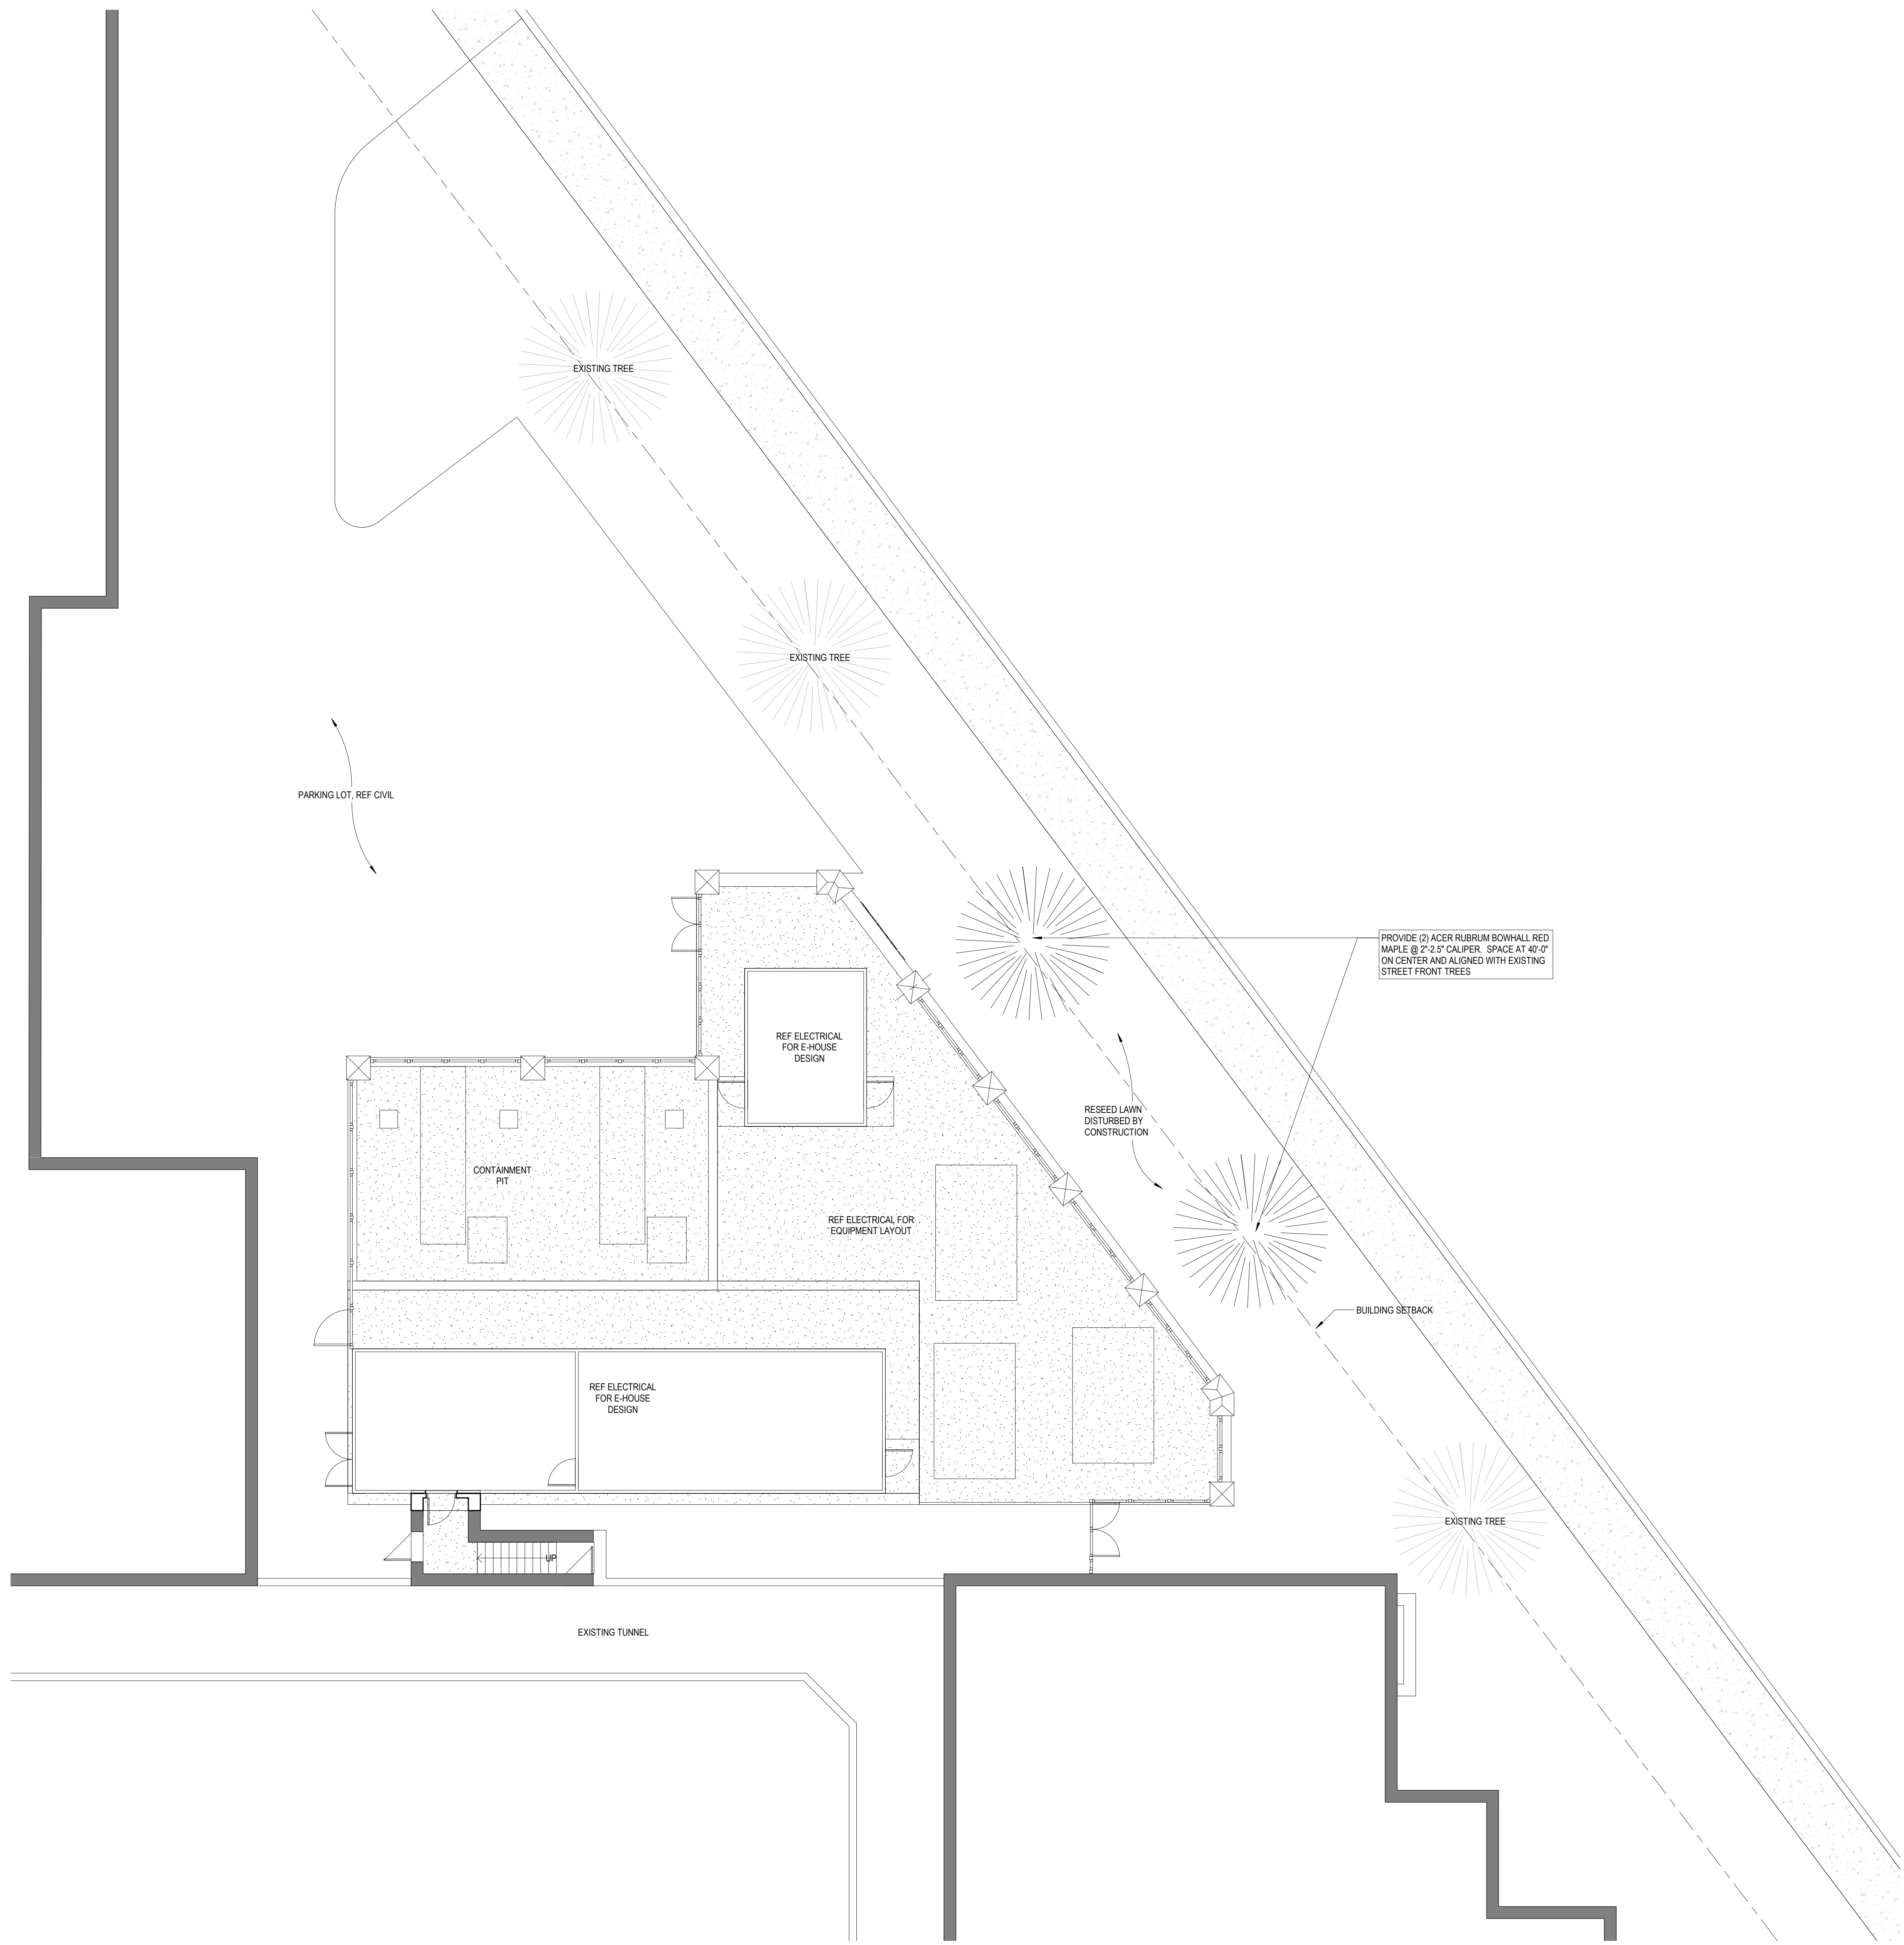 EXISTING TREE
EXISTING TREE
PARKING LOT, REF CIVIL
PROVIDE (2) ACER RUBRUM BOWHALL RED
MAPLE @ 2"-2.5" CALIPER.  SPACE AT 40'-0"
ON CENTER AND ALIGNED WITH EXISTING
STREET FRONT TREES
REF ELECTRICAL
FOR E-HOUSE
DESIGN
RESEED LAWN
DISTURBED BY
CONSTRUCTION
CONTAINMENT
PIT
REF ELECTRICAL FOR
EQUIPMENT LAYOUT
BUILDING SETBACK
REF ELECTRICAL
FOR E-HOUSE
DESIGN
EXISTING TREE
UP
EXISTING TUNNEL